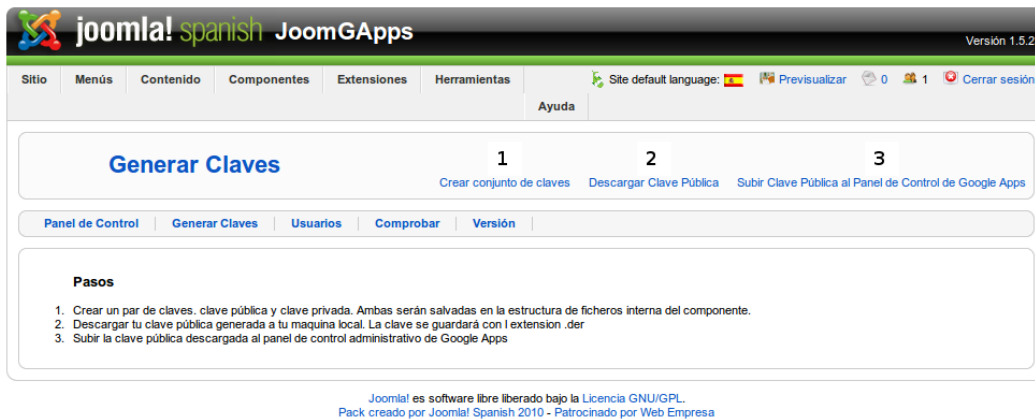 joomla! spanish JoomGApps
Versión 1.5.2
Sitio Menús Contenido Componentes Extensiones Herramientas Site default language: Previsualizar 0 1 Cerrar sesión
Ayuda
Generar Claves
1 2 3
Crear conjunto de claves Descargar Clave Pública Subir Clave Pública al Panel de Control de Google Apps
Panel de Control Generar Claves Usuarios Comprobar Versión
Pasos
1. Crear un par de claves. clave pública y clave privada. Ambas serán salvadas en la estructura de ficheros interna del componente.
2. Descargar tu clave pública generada a tu maquina local. La clave se guardará con l extension .der
3. Subir la clave pública descargada al panel de control administrativo de Google Apps
Joomla! es software libre liberado bajo la Licencia GNU/GPL.
Pack creado por Joomla! Spanish 2010 - Patrocinado por Web Empresa